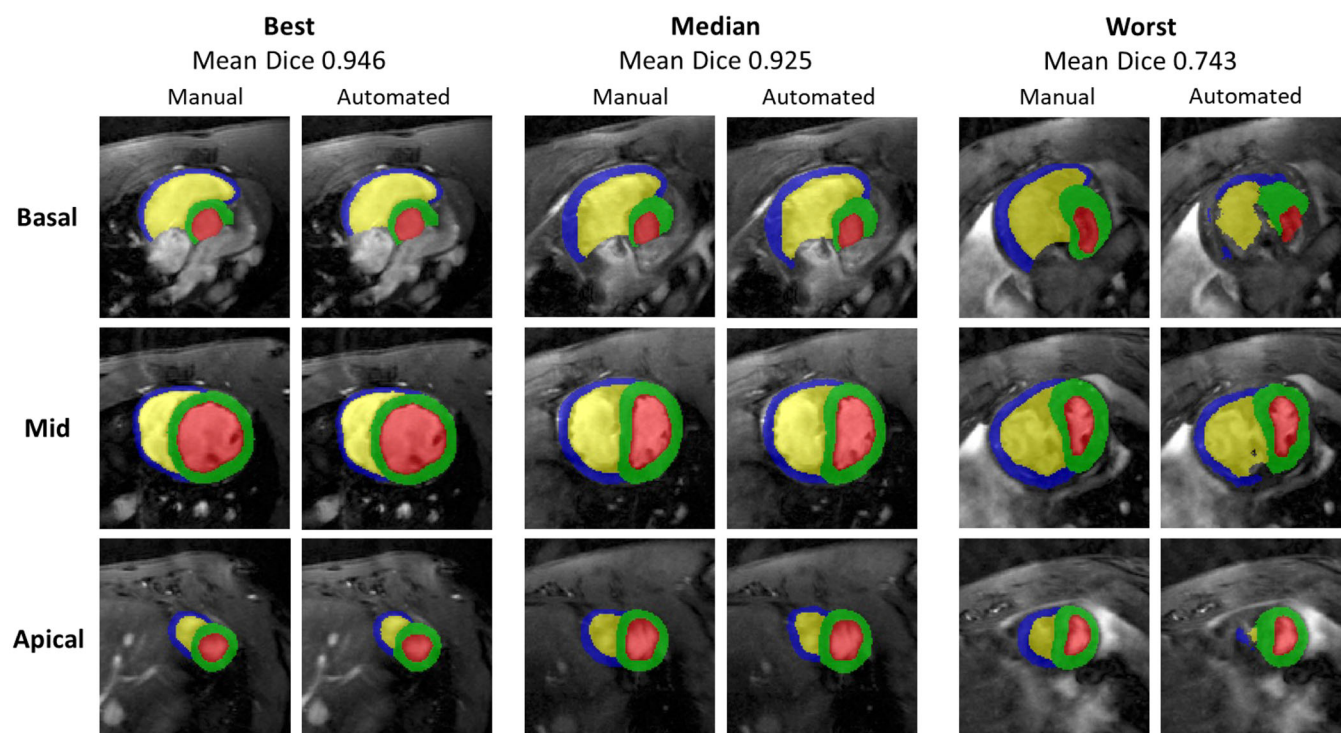 Best Median Worst
Mean Dice 0.946 Mean Dice 0.925 Mean Dice 0.743
Manual Automated Manual Automated Manual Automated
Basal
Mid
Apical